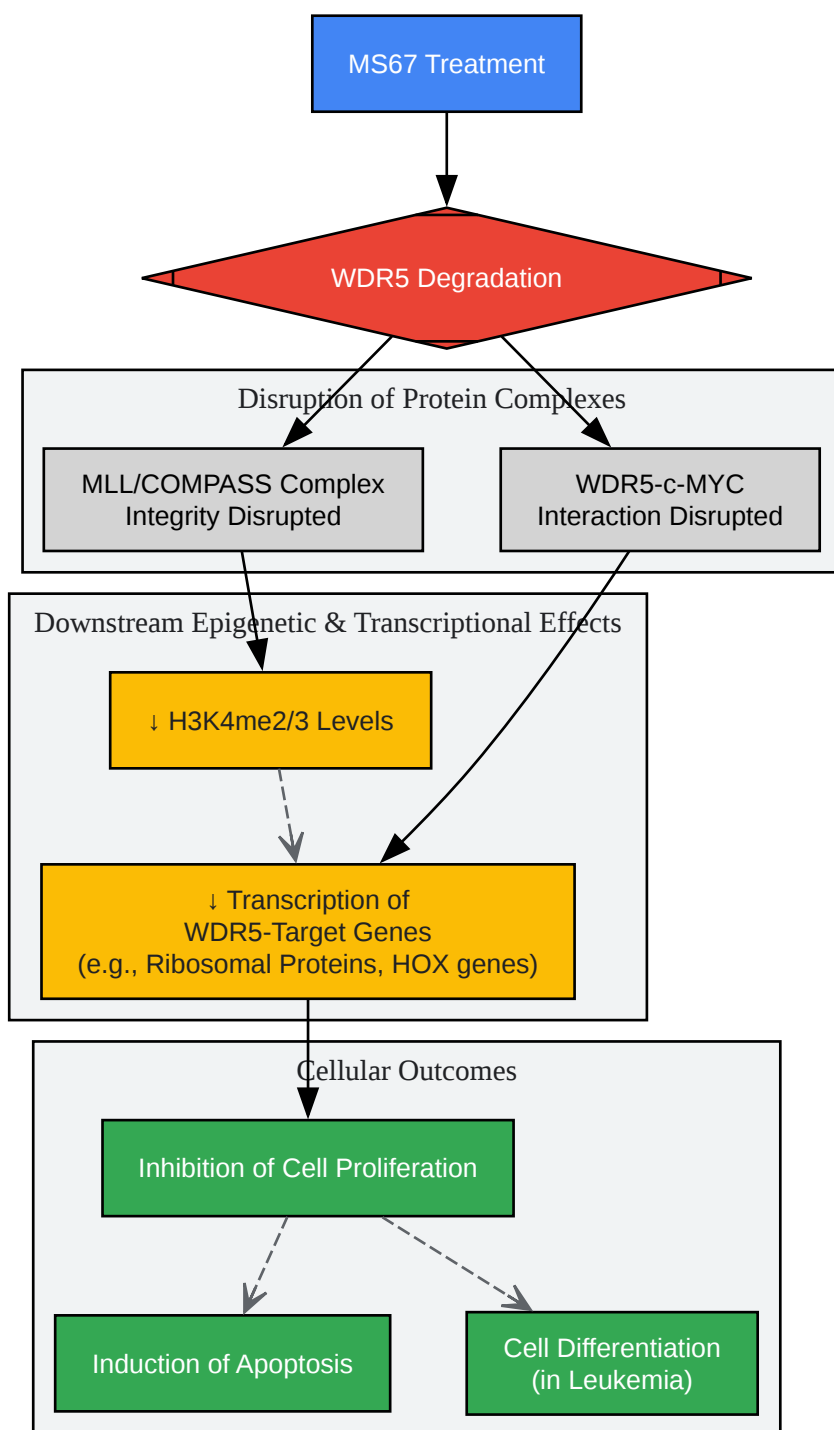 MS67 Treatment
WDR5 Degradation
Disruption of Protein Complexes
MLL/COMPASS Complex
Integrity Disrupted
WDR5-c-MYC
Interaction Disrupted
Downstream Epigenetic & Transcriptional Effects
↓ H3K4me2/3 Levels
↓ Transcription of
WDR5-Target Genes
(e.g., Ribosomal Proteins, HOX genes)
Cellular Outcomes
Inhibition of Cell Proliferation
Induction of Apoptosis
Cell Differentiation
(in Leukemia)